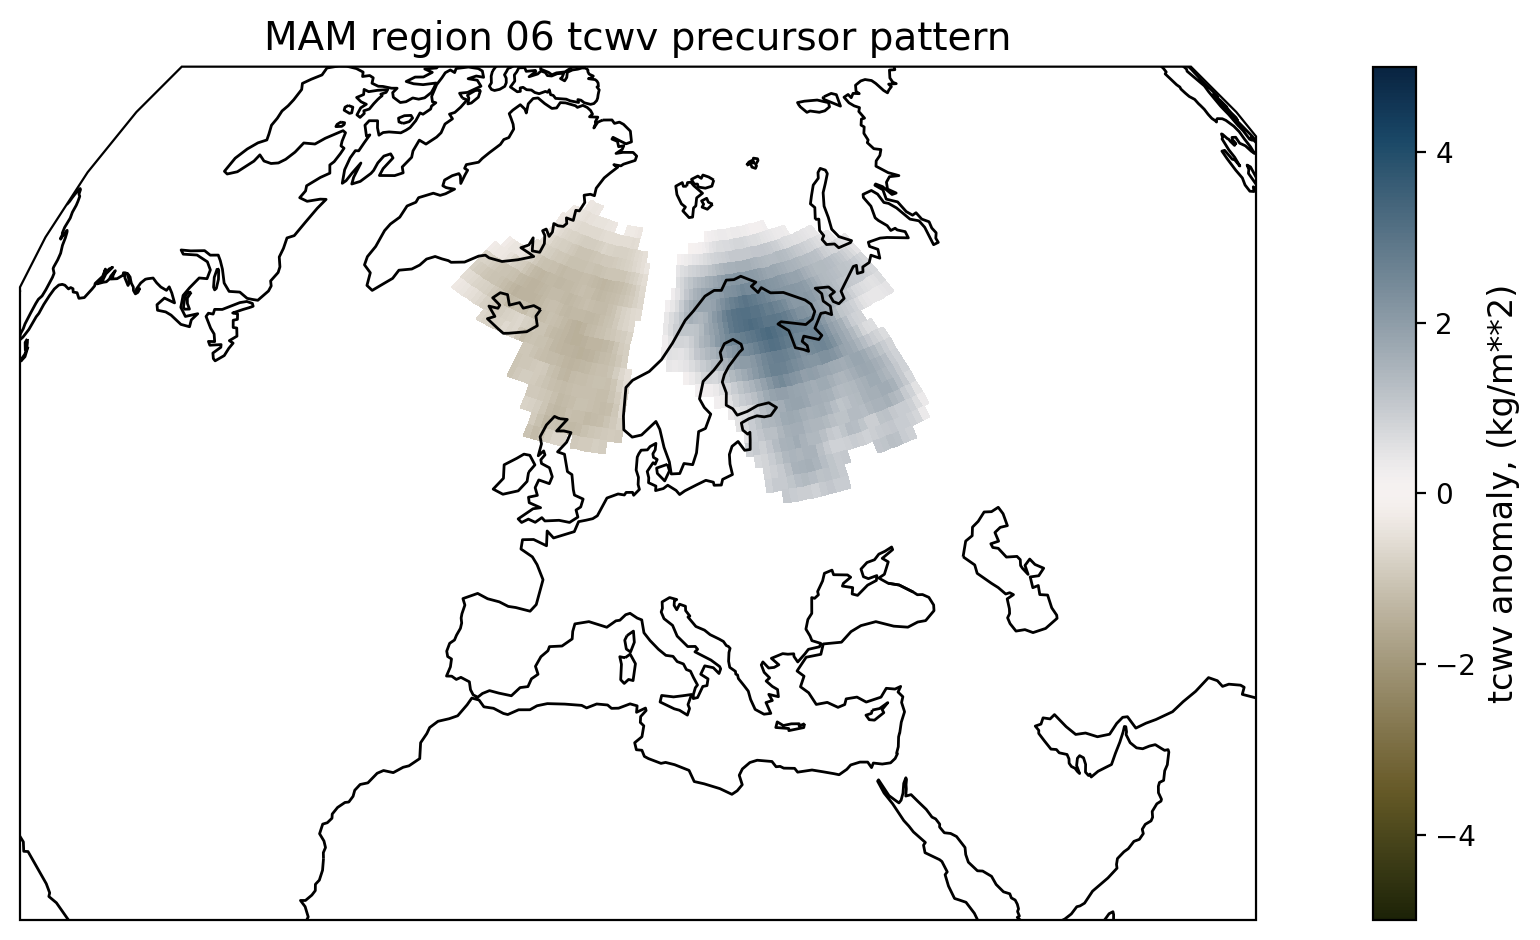 MAM region 06 tcwv precursor pattern
4
2
0
−2
−4
tcwv anomaly, (kg/m**2)